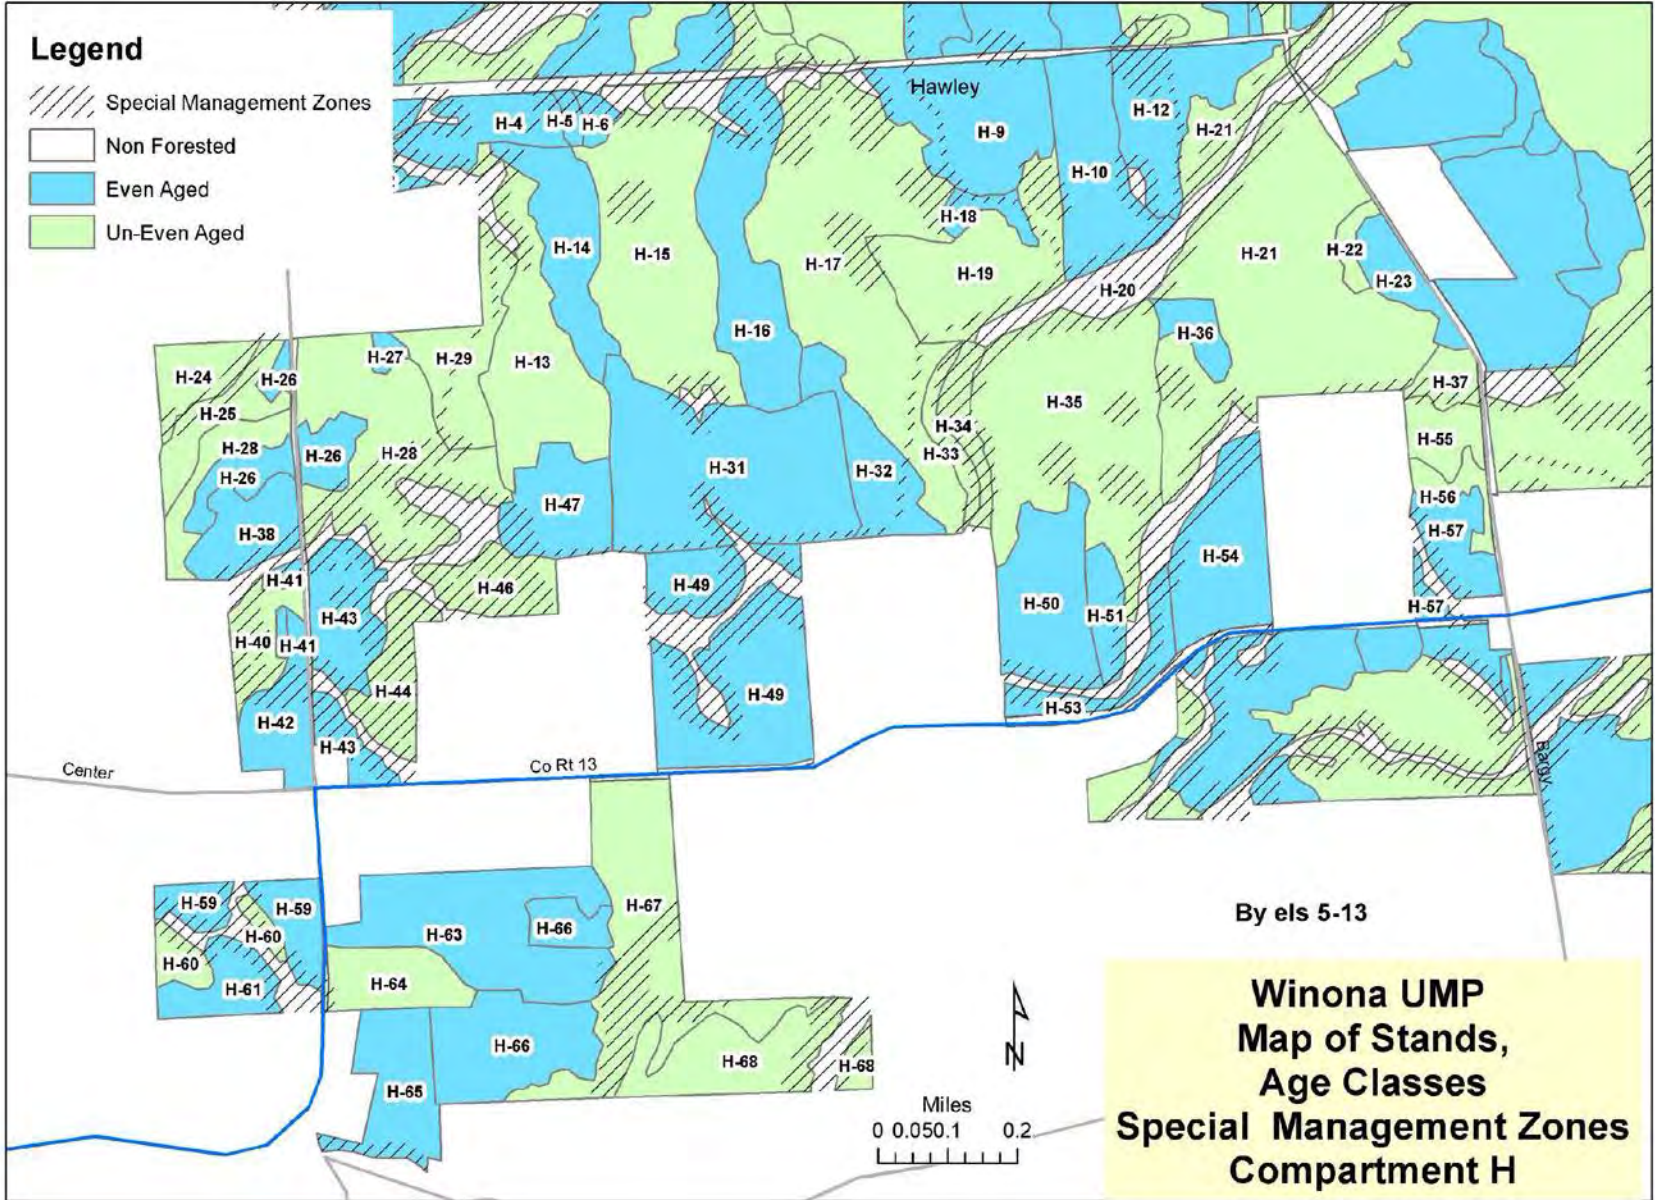 Legend
Special Management Zones
Non Forested
Even Aged
Un-Even Aged
Hawley
H-4
H-5
H-6
H-9
H-12
H-21
H-10
H-18
H-14
H-15
H-17
H-19
H-20
H-21
H-22
H-23
H-16
H-36
H-24
H-26
H-27
H-29
H-13
H-37
H-25
H-35
H-34
H-33
H-55
H-28
H-26
H-28
H-26
H-31
H-32
H-56
H-57
H-38
H-47
H-54
H-41
H-46
H-49
H-50
H-51
H-57
H-43
H-40
H-41
H-44
H-49
H-53
H-42
H-43
Center
Co Rt 13
Bargy
H-59
H-59
H-60
H-60
H-61
H-63
H-66
H-67
H-64
H-66
H-65
H-68
H-68
By els 5-13
N
Miles
0 0.050.1 0.2
Winona UMP
Map of Stands,
Age Classes
Special Management Zones
Compartment H